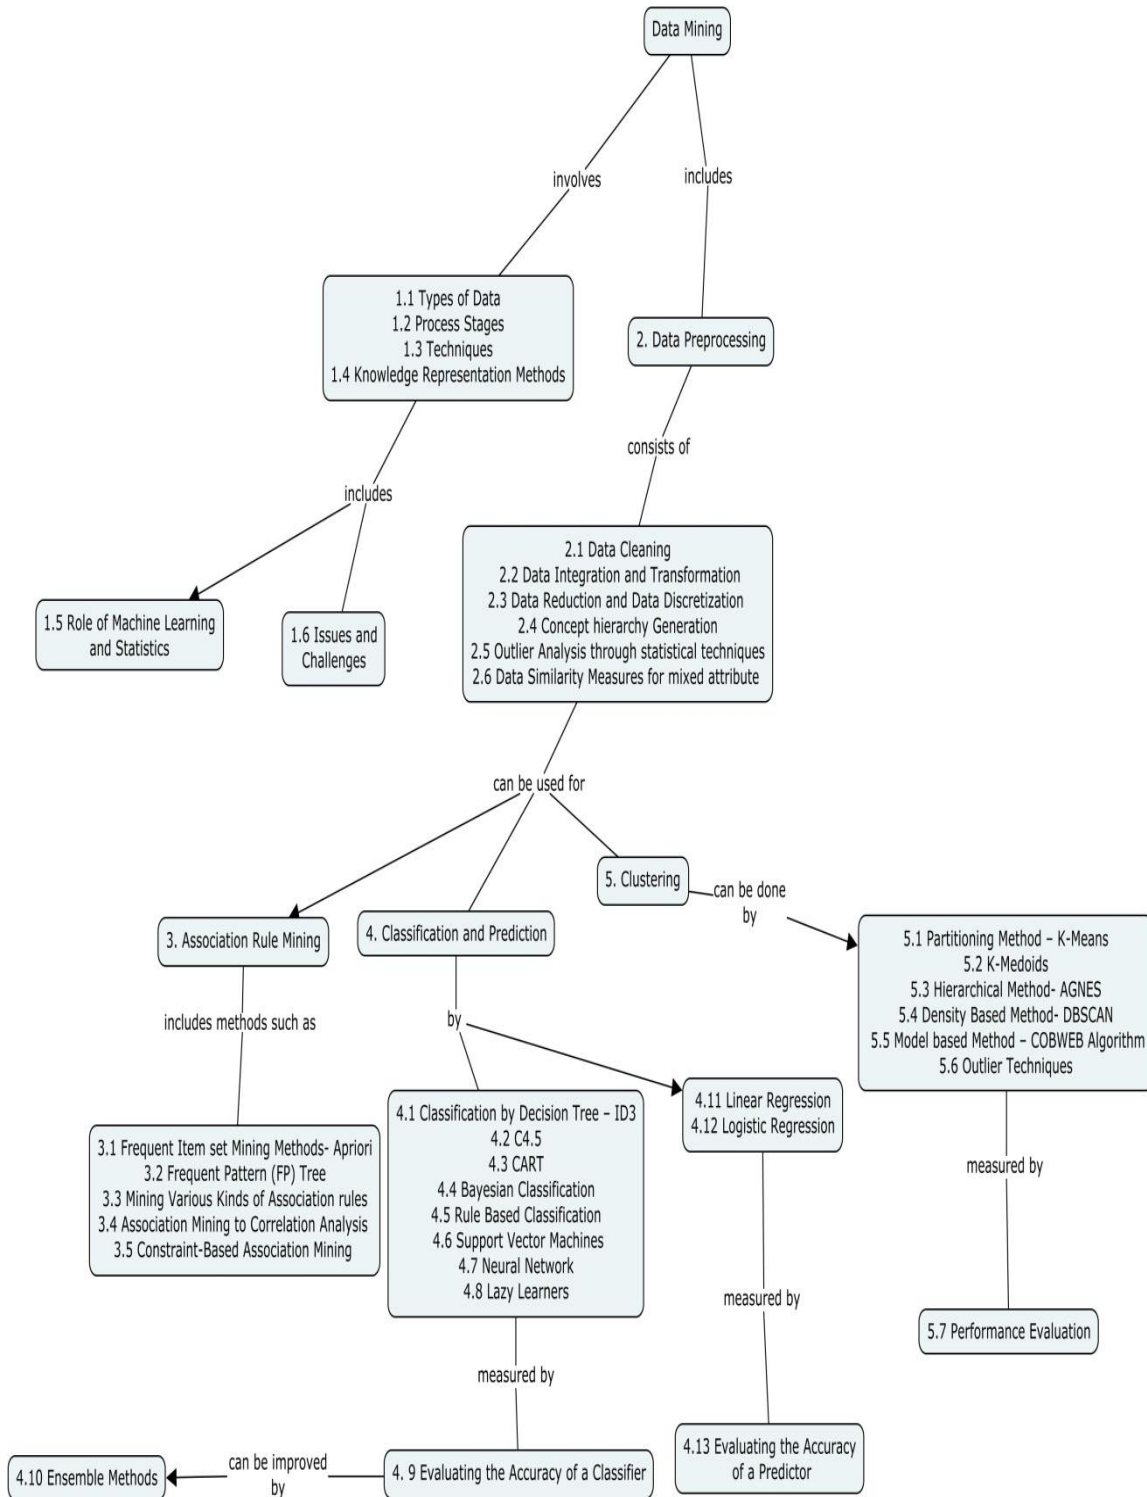 Data Mining
involves
includes
1.1 Types of Data
1.2 Process Stages
1.3 Techniques
1.4 Knowledge Representation Methods
2. Data Preprocessing
consists of
includes
2.1 Data Cleaning
2.2 Data Integration and Transformation
2.3 Data Reduction and Data Discretization
2.4 Concept hierarchy Generation
2.5 Outlier Analysis through statistical techniques
2.6 Data Similarity Measures for mixed attribute
1.5 Role of Machine Learning
and Statistics
1.6 Issues and
Challenges
can be used for
5. Clustering
can be done
by
3. Association Rule Mining
4. Classification and Prediction
5.1 Partitioning Method – K-Means
5.2 K-Medoids
5.3 Hierarchical Method- AGNES
5.4 Density Based Method- DBSCAN
5.5 Model based Method – COBWEB Algorithm
5.6 Outlier Techniques
includes methods such as
by
3.1 Frequent Item set Mining Methods- Apriori
3.2 Frequent Pattern (FP) Tree
3.3 Mining Various Kinds of Association rules
3.4 Association Mining to Correlation Analysis
3.5 Constraint-Based Association Mining
4.1 Classification by Decision Tree – ID3
4.2 C4.5
4.3 CART
4.4 Bayesian Classification
4.5 Rule Based Classification
4.6 Support Vector Machines
4.7 Neural Network
4.8 Lazy Learners
4.11 Linear Regression
4.12 Logistic Regression
measured by
measured by
5.7 Performance Evaluation
measured by
4.10 Ensemble Methods
can be improved
by
4. 9 Evaluating the Accuracy of a Classifier
4.13 Evaluating the Accuracy
of a Predictor